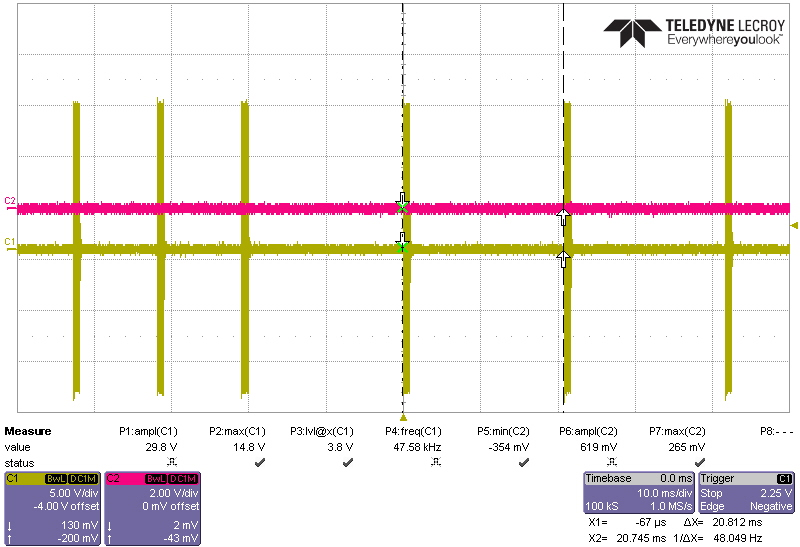 TELEDYNE LECROY
Everywhereyoulook™
C2
C1
Measure P1:ampl(C1) P2:max(C1) P3:lvl@x(C1) P4:freq(C1) P5:min(C2) P6:ampl(C2) P7:max(C2) P8:- - -
value 29.8 V 14.8 V 3.8 V 47.58 kHz -354 mV 619 mV 265 mV
status
C1 BwL DC1M
5.00 V/div
-4.00 V offset
↓ 130 mV
↑ -200 mV
C2 BwL DC1M
2.00 V/div
0 mV offset
↓ 2 mV
↑ -43 mV
Timebase 0.0 ms
10.0 ms/div
100 kS 1.0 MS/s
Trigger C1
Stop 2.25 V
Edge Negative
X1= -67 µs ΔX= 20.812 ms
X2= 20.745 ms 1/ΔX= 48.049 Hz